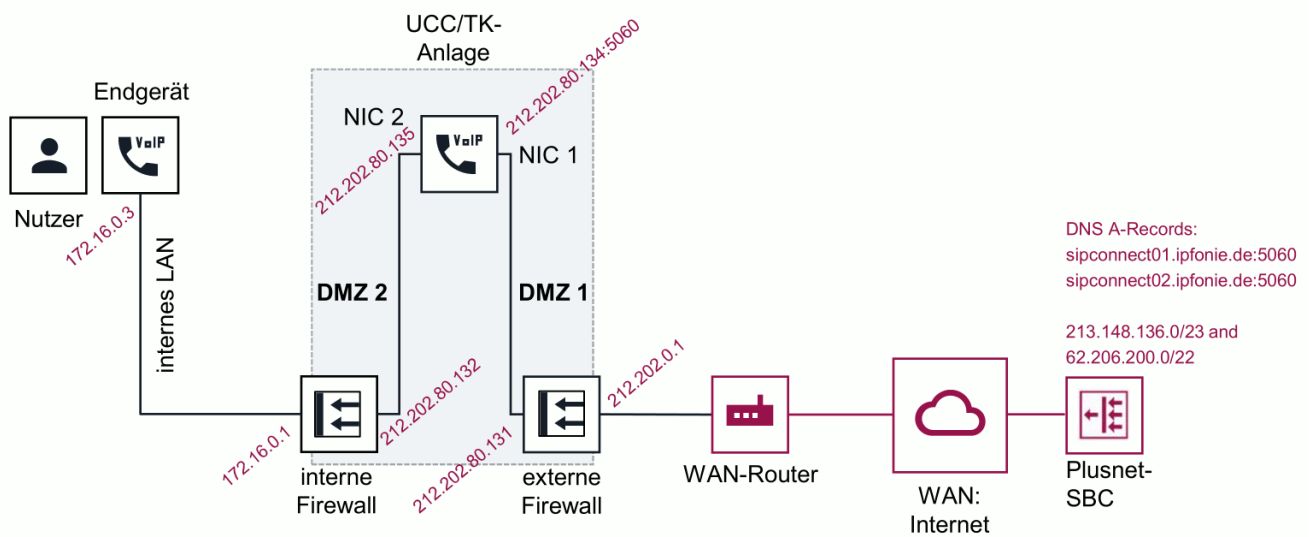 UCC/TK-
Anlage
Endgerät
VoIP
Nutzer
172.16.0.3
internes LAN
NIC 2
212.202.80.135
VoIP
212.202.80.134:5060
NIC 1
DMZ 2
DMZ 1
172.16.0.1
212.202.80.132
interne
Firewall
212.202.80.131
212.202.0.1
externe
Firewall
WAN-Router
WAN:
Internet
DNS A-Records:
sipconnect01.ipfonie.de:5060
sipconnect02.ipfonie.de:5060
213.148.136.0/23 and
62.206.200.0/22
Plusnet-
SBC